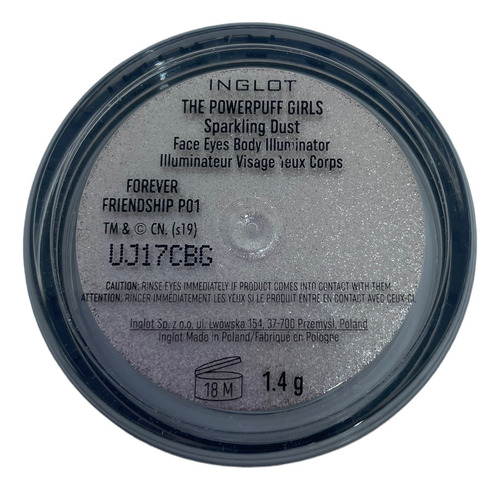 INGLOT
THE POWERPUFF GIRLS
Sparkling Dust
Face Eyes Body Illuminator
Illuminateur Visage Yeux Corps
FOREVER
FRIENDSHIP P01
TM & © CN. (s19)
UJ17CBG
CAUTION: RINSE EYES IMMEDIATELY IF PRODUCT COMES INTO CONTACT WITH THEM.
ATTENTION: RINCER IMMÉDIATEMENT LES YEUX SI LE PRODUIT ENTRE EN CONTACT AVEC CEUX-CI.
Inglot Sp. z n.o. ul. Lwowska 154, 37-700 Przemyśl, Poland
Inglot Made in Poland/Fabriqué en Pologne
18 M 1.4 g